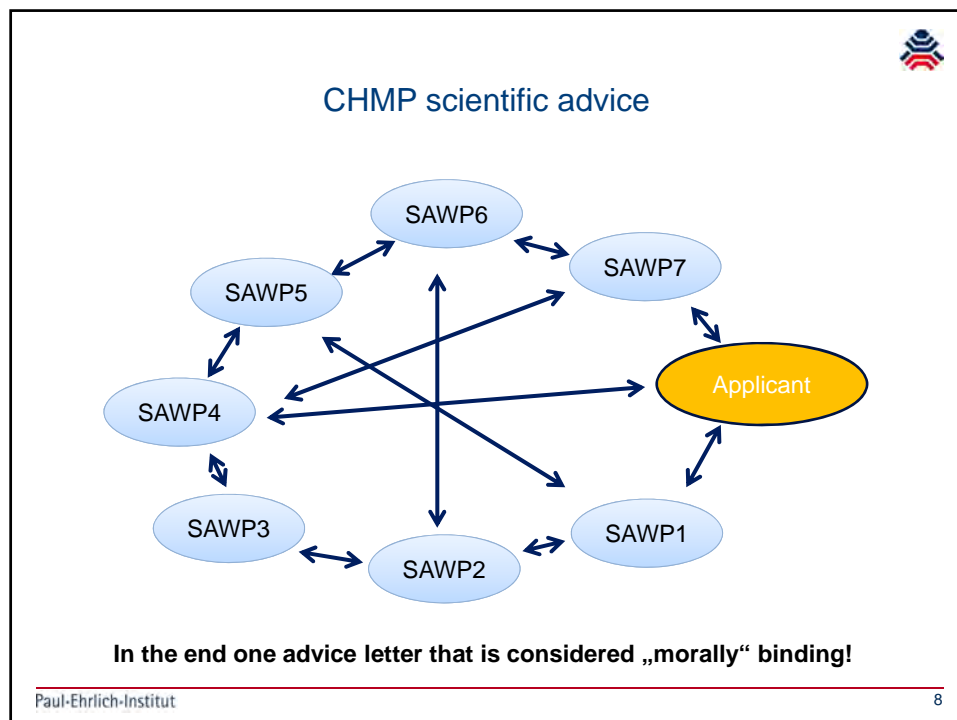 CHMP scientific advice
SAWP6
SAWP7
SAWP5
Applicant
SAWP4
SAWP3
SAWP1
SAWP2
In the end one advice letter that is considered „morally“ binding!
Paul-Ehrlich-Institut
8